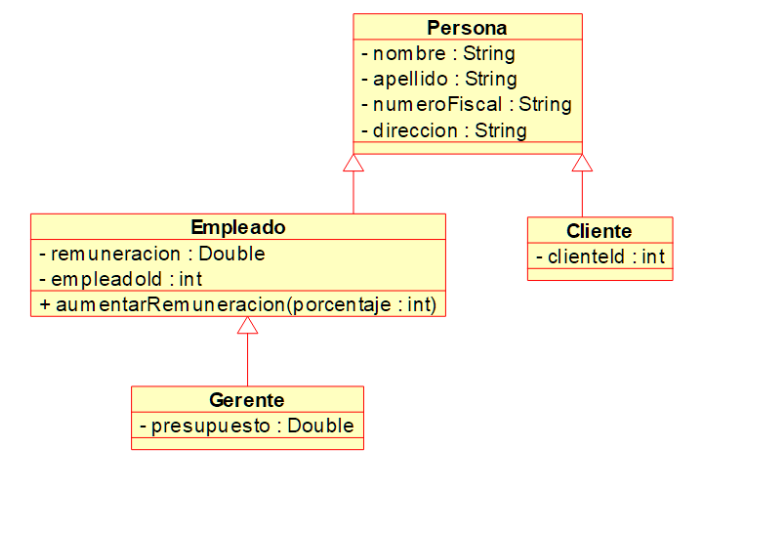 Persona
- nombre : String
- apellido : String
- numeroFiscal : String
- direccion : String
Empleado
- remuneracion : Double
- empleadoId : int
+ aumentarRemuneracion(porcentaje : int)
Cliente
- clienteId : int
Gerente
- presupuesto : Double